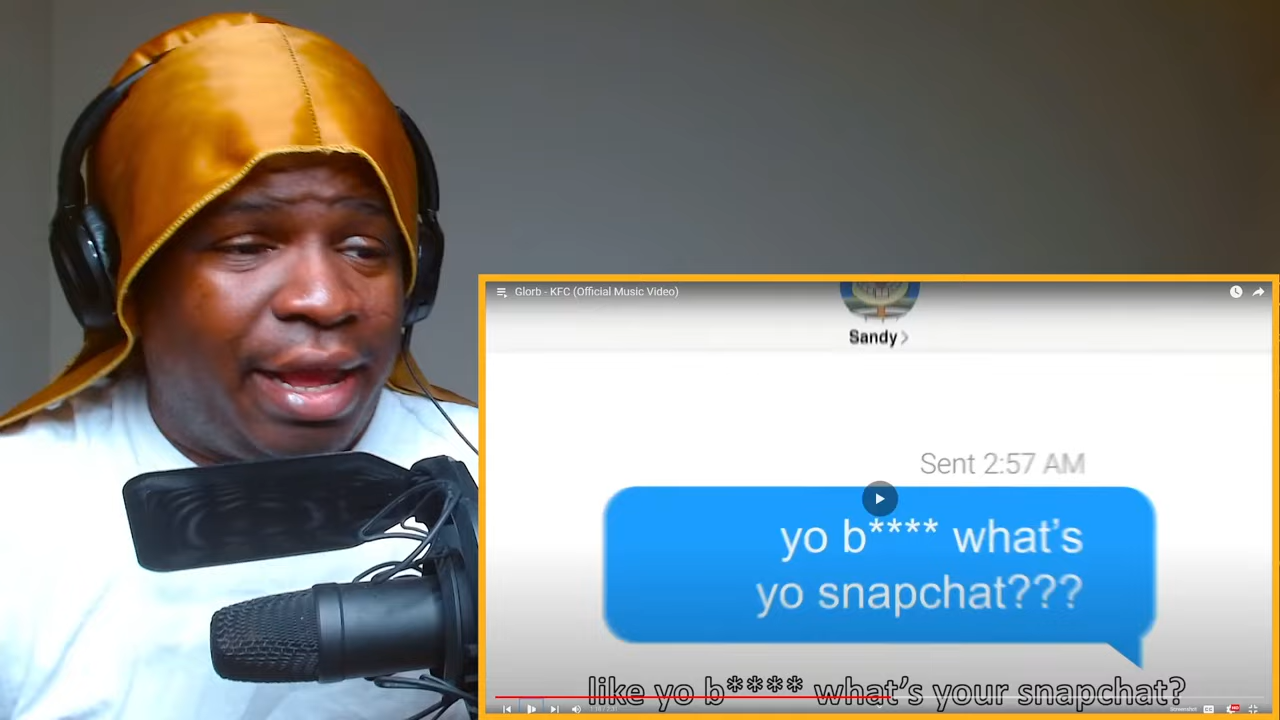 Glorb - KFC (Official Music Video)
Sandy
Sent 2:57 AM
yo b**** what's
yo snapchat???
like yo b**** what's your snapchat?